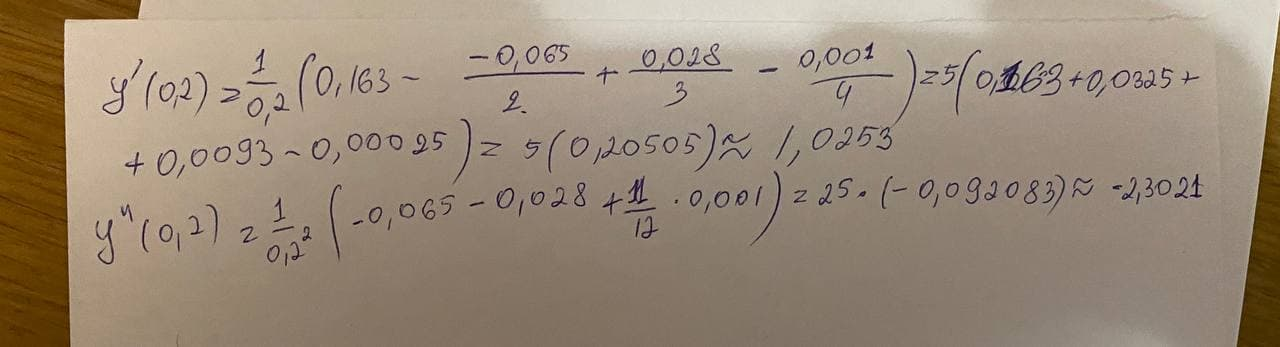 y'(0,2) = 1/0,2 (0,163 - -0,065/2 + 0,028/3 - 0,001/4) = 5(0,163 + 0,0325 +
+ 0,0093 - 0,00025) = 5(0,20505) ≈ 1,0253
y"(0,2) = 1/0,2² (-0,065 - 0,028 + 11/12 · 0,001) = 25 · (-0,092083) ≈ -2,3021